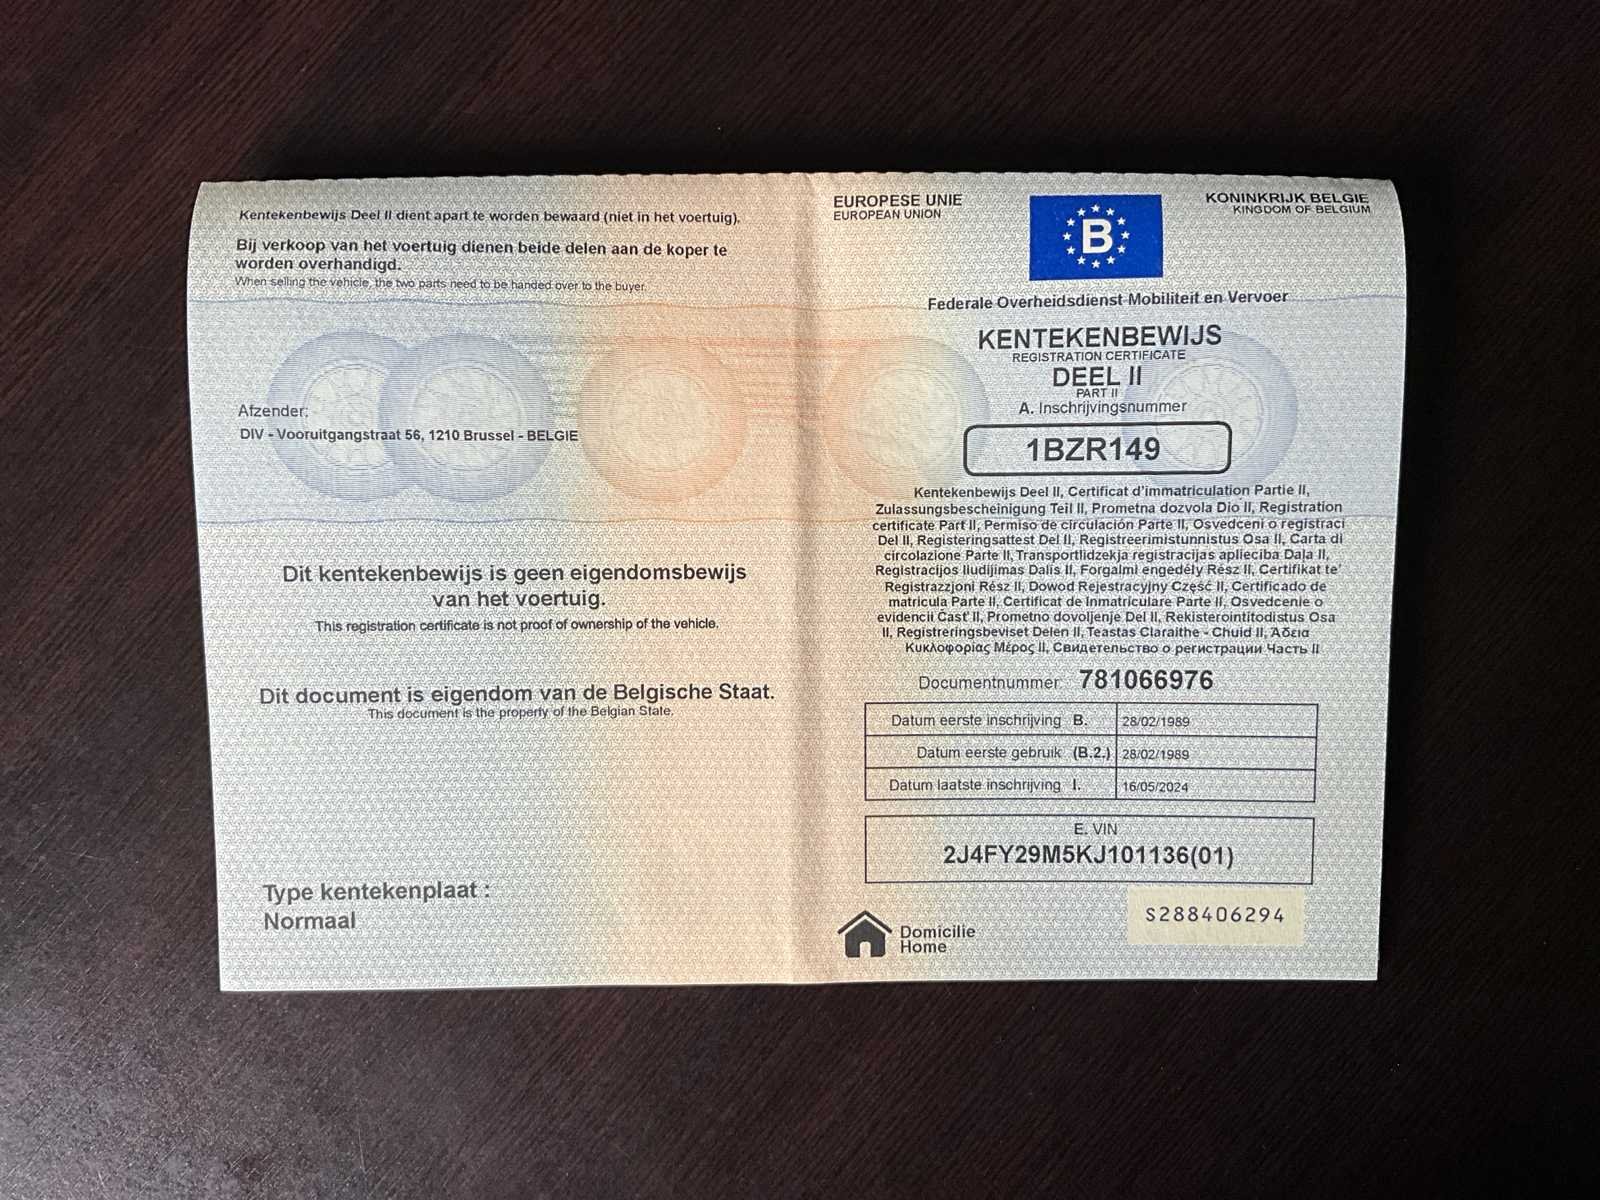 Kentekenbewijs Deel II dient apart te worden bewaard (niet in het voertuig).
Bij verkoop van het voertuig dienen beide delen aan de koper te
worden overhandigd.
When selling the vehicle, the two parts need to be handed over to the buyer.
Afzender:
DIV - Vooruitgangstraat 56, 1210 Brussel - BELGIE
Dit kentekenbewijs is geen eigendomsbewijs
van het voertuig.
This registration certificate is not proof of ownership of the vehicle.
Dit document is eigendom van de Belgische Staat.
This document is the property of the Belgian State.
Type kentekenplaat :
Normaal
EUROPESE UNIE
EUROPEAN UNION
B
KONINKRIJK BELGIE
KINGDOM OF BELGIUM
Federale Overheidsdienst Mobiliteit en Vervoer
KENTEKENBEWIJS
REGISTRATION CERTIFICATE
DEEL II
PART II
A. Inschrijvingsnummer
1BZR149
Kentekenbewijs Deel II, Certificat d'immatriculation Partie II,
Zulassungsbescheinigung Teil II, Prometna dozvola Dio II, Registration
certificate Part II, Permiso de circulación Parte II, Osvedceni o registraci
Del II, Registeringsattest Del II, Registreerimistunnistus Osa II, Carta di
circolazione Parte II, Transportlidzekja registracijas aplieciba Daļa II,
Registracijos liudijimas Dalis II, Forgalmi engedély Rész II, Certifikat te'
Registrazzjoni Rész II, Dowod Rejestracyjny Część II, Certificado de
matricula Parte II, Certificat de Inmatriculare Parte II, Osvedcenie o
evidencii Časť II, Prometno dovoljenje Del II, Rekisterointitodistus Osa
II, Registreringsbeviset Delen II, Teastas Claraithe - Chuid II, Άδεια
Κυκλοφορίας Μέρος II, Свидетельство о регистрации Часть II
Documentnummer: 781066976
Datum eerste inschrijving B. 28/02/1989
Datum eerste gebruik (B.2.) 28/02/1989
Datum laatste inschrijving I. 16/05/2024
E. VIN
2J4FY29M5KJ101136(01)
Domicilie
Home
S288406294